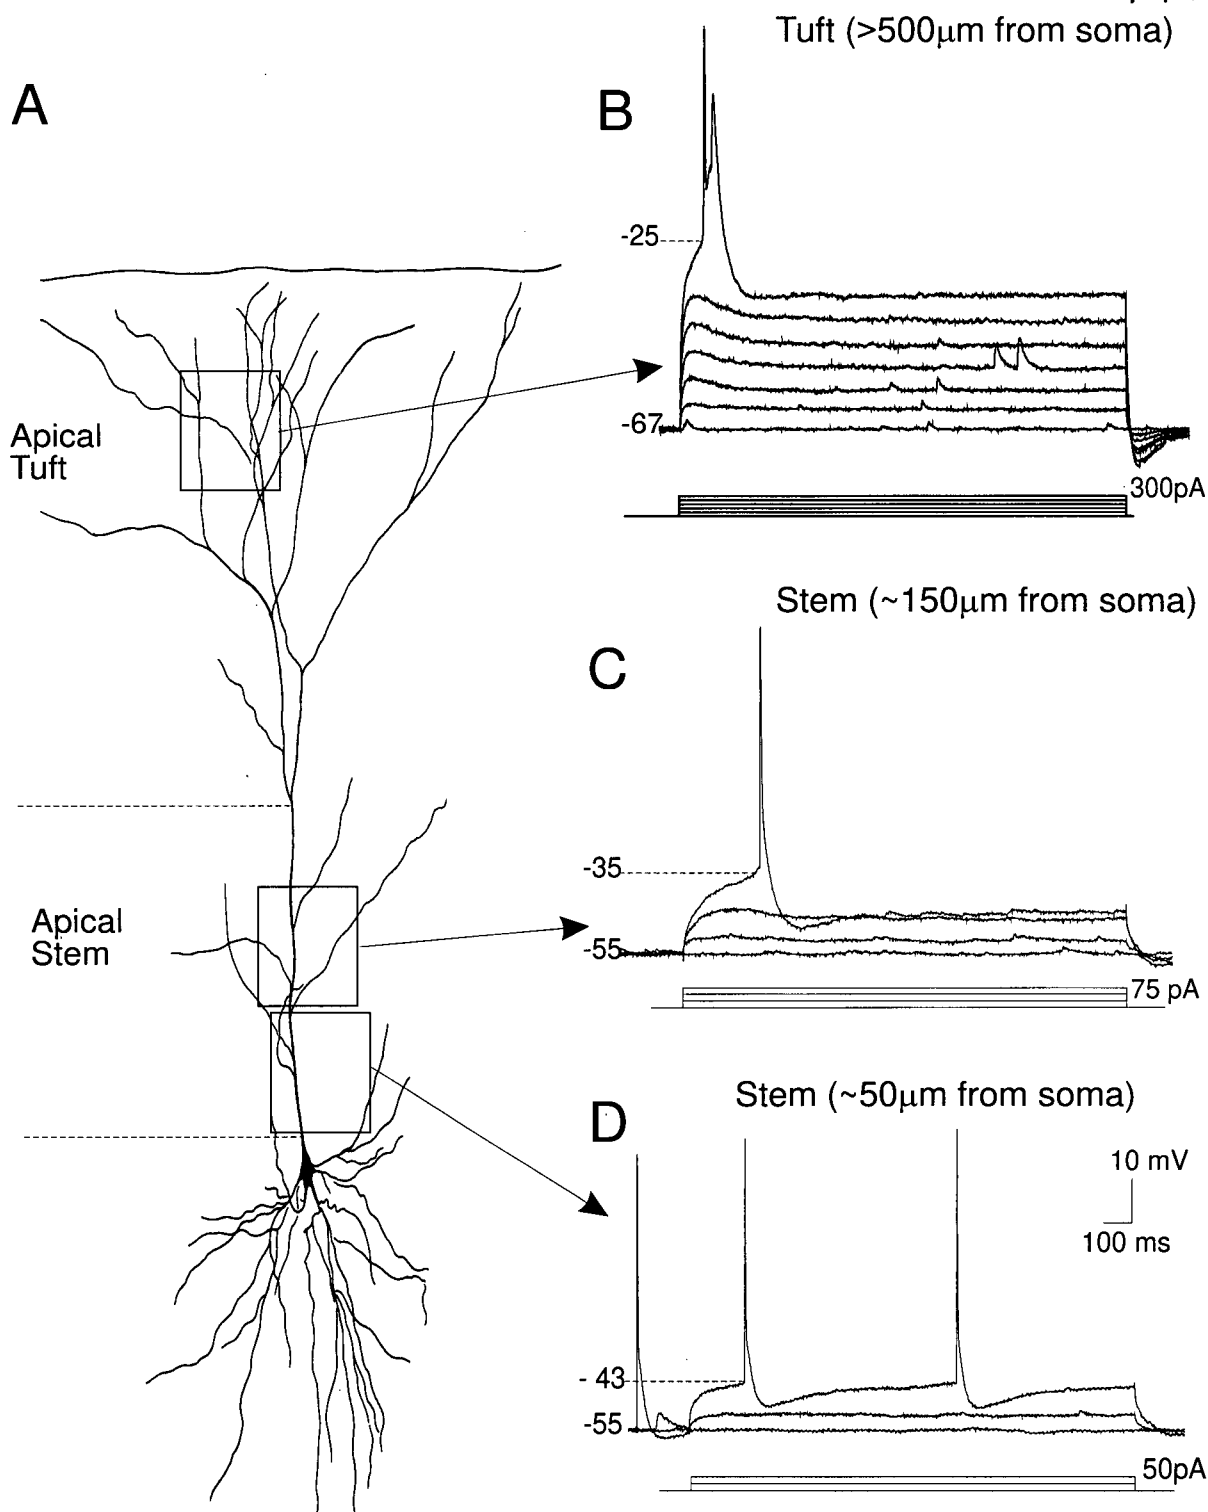 Tuft (>500μm from soma)
A
B
-25
Apical
Tuft
-67
300pA
Stem (~150μm from soma)
C
-35
Apical
Stem
-55
75 pA
Stem (~50μm from soma)
D
10 mV
100 ms
- 43
-55
50pA